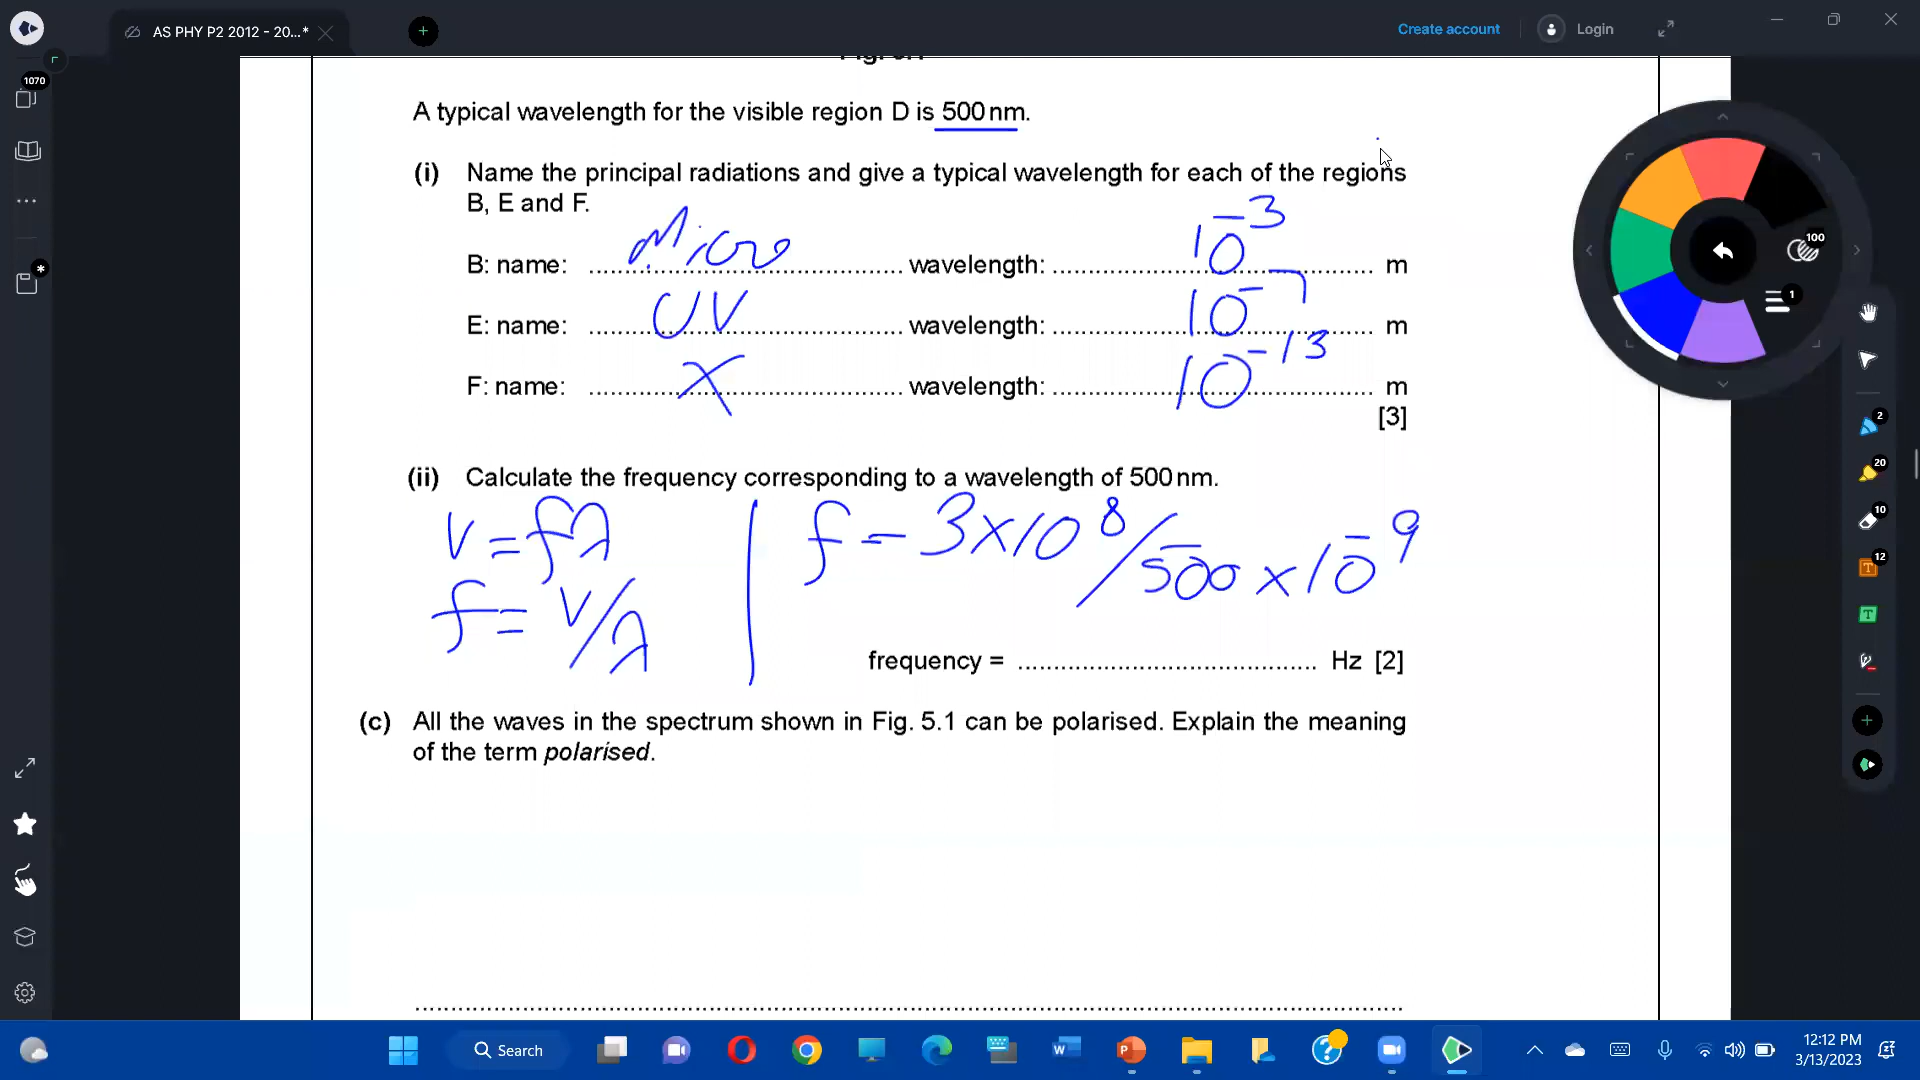 AS PHY P2 2012 - 20...*
Create account
Login
1070
A typical wavelength for the visible region D is 500 nm.
(i) Name the principal radiations and give a typical wavelength for each of the regions
B, E and F.
B: name: Micro wavelength: 10⁻³ m
E: name: UV wavelength: 10⁻⁷ m
F: name: X wavelength: 10⁻¹³ m
[3]
(ii) Calculate the frequency corresponding to a wavelength of 500 nm.
v = fλ
f = v/λ
f = 3×10⁸/500×10⁻⁹
frequency = ........................................ Hz [2]
(c) All the waves in the spectrum shown in Fig. 5.1 can be polarised. Explain the meaning
of the term polarised.
100
1
2
20
10
12
Search
12:12 PM
3/13/2023